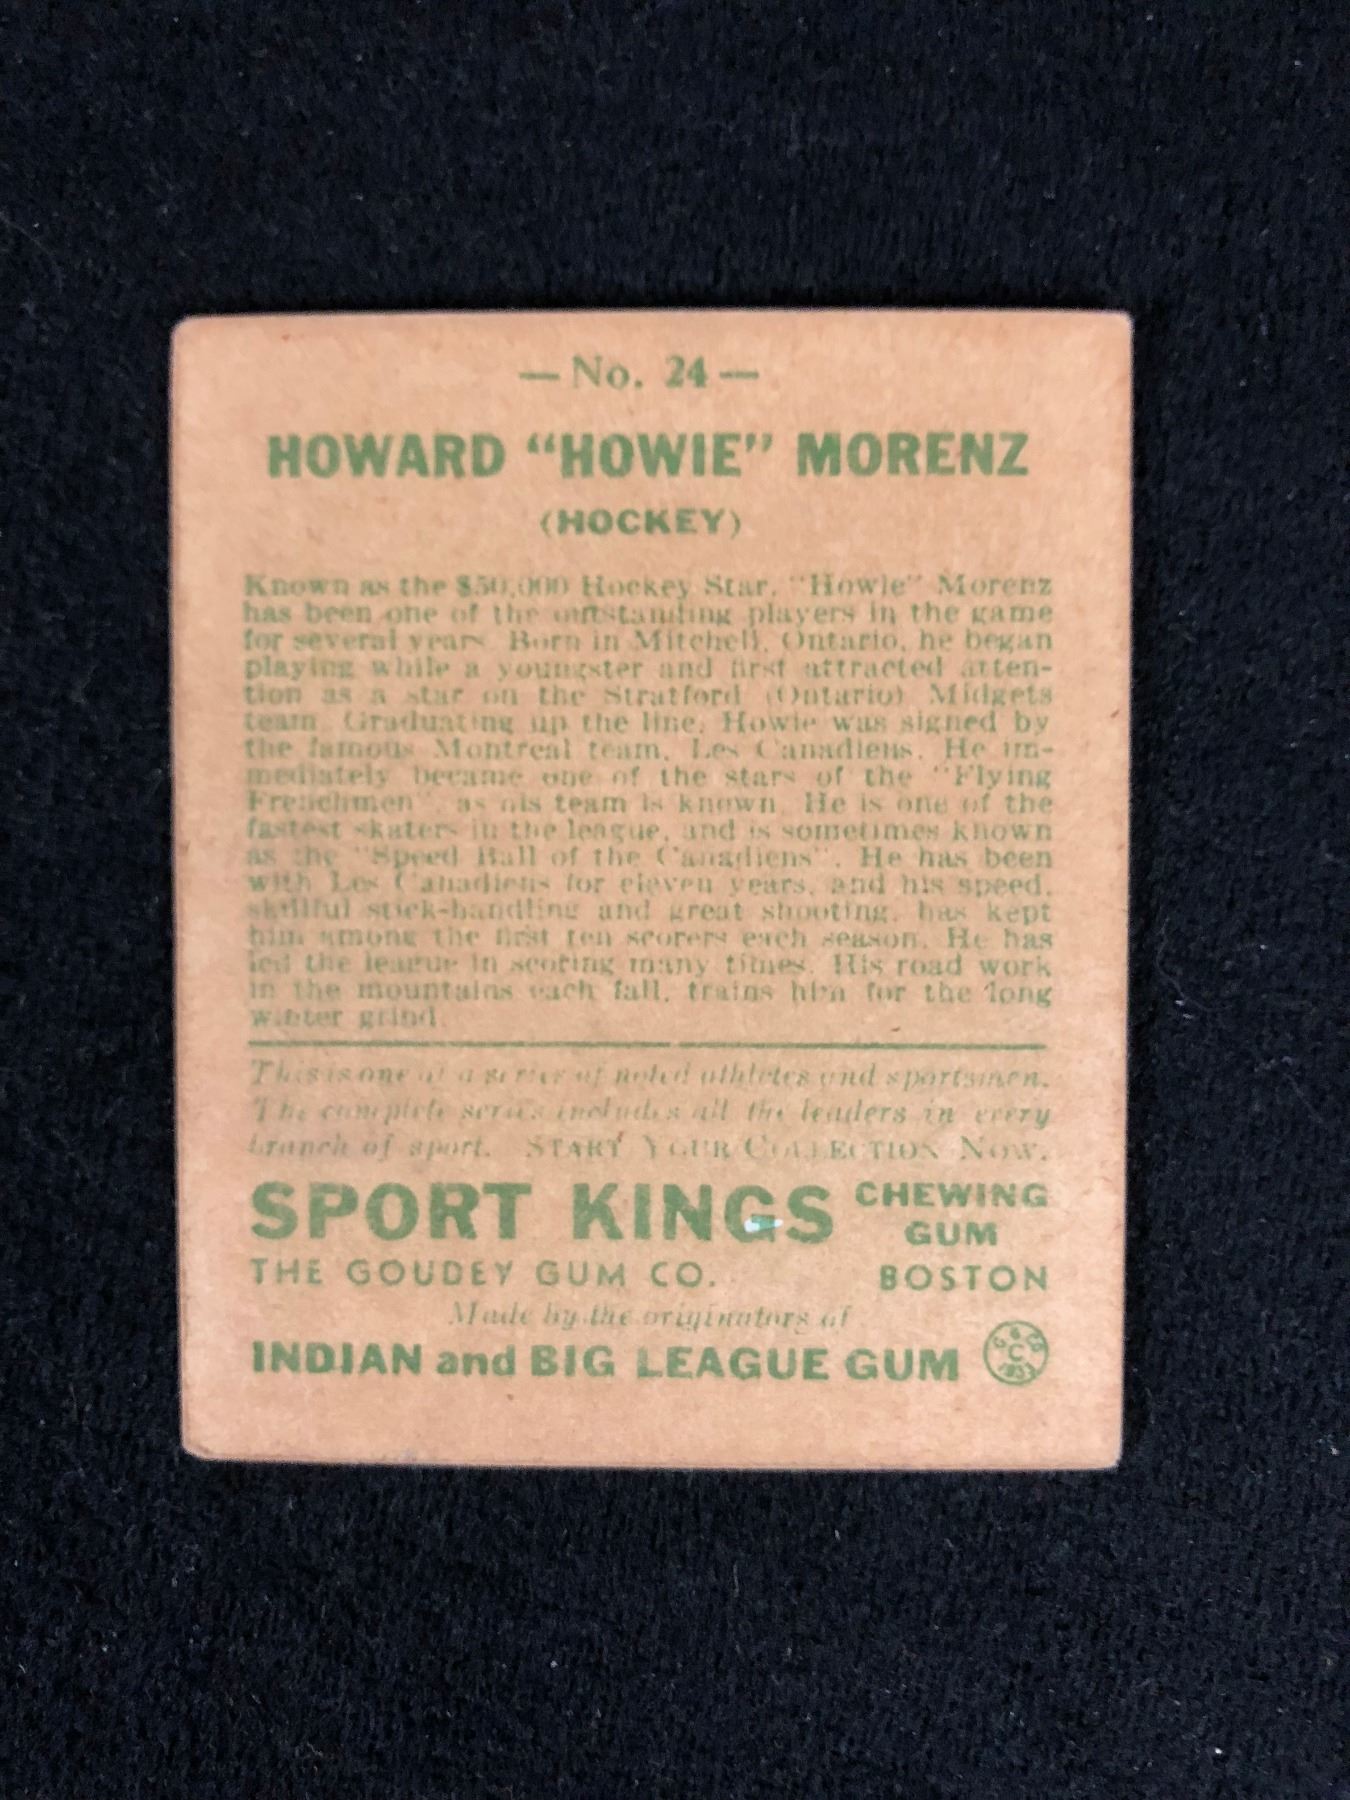 — No. 24 —
HOWARD "HOWIE" MORENZ
(HOCKEY)
Known as the $50,000 Hockey Star, "Howie" Morenz
has been one of the outstanding players in the game
for several years. Born in Mitchell, Ontario, he began
playing while a youngster and first attracted atten-
tion as a star on the Stratford (Ontario) Midgets
team. Graduating up the line, Howie was signed by
the famous Montreal team, Les Canadiens. He im-
mediately became one of the stars of the "Flying
Frenchmen", as his team is known. He is one of the
fastest skaters in the league, and is sometimes known
as the "Speed Ball of the Canadiens". He has been
with Les Canadiens for eleven years, and his speed,
skillful stick-handling and great shooting, has kept
him among the first ten scorers each season. He has
led the league in scoring many times. His road work
in the mountains each fall, trains him for the long
winter grind.
This is one of a series of noted athletes and sportsmen.
The complete series includes all the leaders in every
branch of sport. START YOUR COLLECTION NOW.
SPORT KINGS CHEWING GUM
THE GOUDEY GUM CO. BOSTON
Made by the originators of
INDIAN and BIG LEAGUE GUM